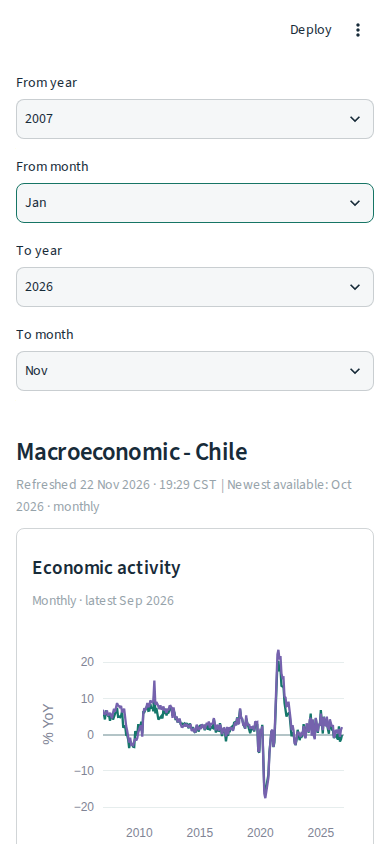 Deploy
From year
2007
From month
Jan
To year
2026
To month
Nov
Macroeconomic - Chile
Refreshed 22 Nov 2026 · 19:29 CST | Newest available: Oct
2026 · monthly
Economic activity
Monthly · latest Sep 2026
20
10
0
−10
−20
% YoY
2010 2015 2020 2025